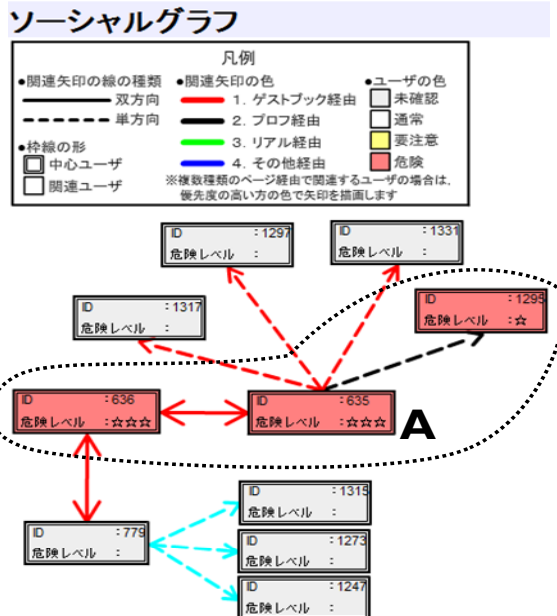 ソーシャルグラフ
凡例
●関連矢印の線の種類
双方向
単方向
●枠線の形
中心ユーザ
関連ユーザ
●関連矢印の色
1. ゲストブック経由
2. プロフ経由
3. リアル経由
4. その他経由
●ユーザの色
未確認
通常
要注意
危険
※複数種類のページ経由で関連するユーザの場合は、
優先度の高い方の色で矢印を描画します
ID :1297
危険レベル :
ID :1331
危険レベル :
ID :1295
危険レベル :☆
ID :1317
危険レベル :
ID :636
危険レベル :☆☆☆
ID :635
危険レベル :☆☆☆
A
ID :779
危険レベル :
ID :1315
危険レベル :
ID :1273
危険レベル :
ID :1247
危険レベル :